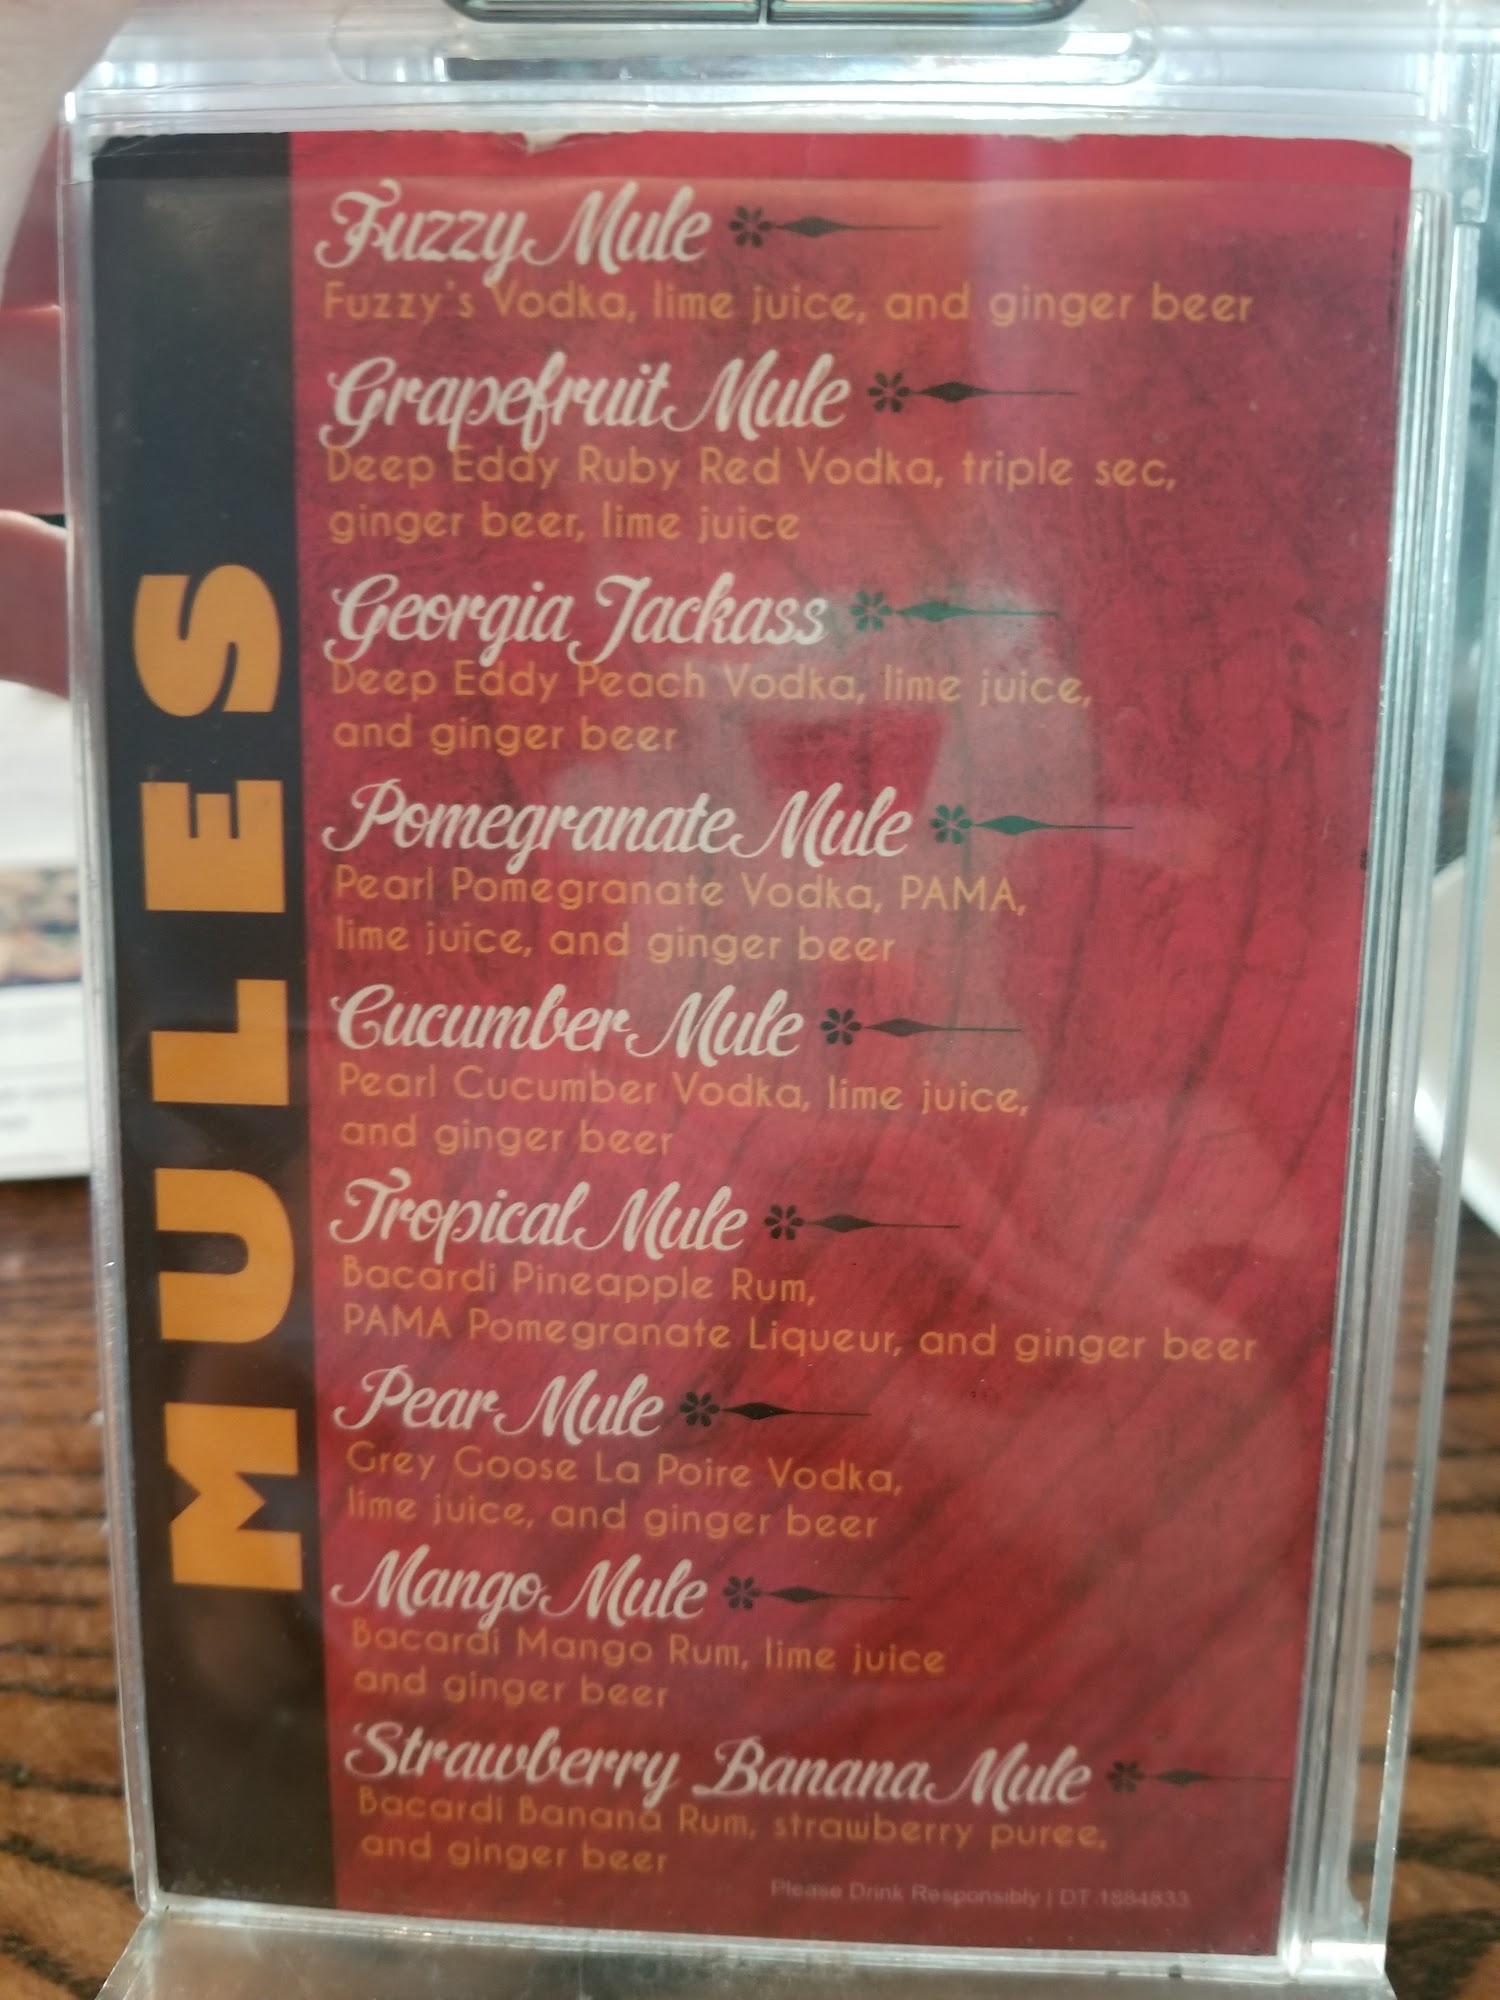 MULES
Fuzzy Mule
Fuzzy's Vodka, lime juice, and ginger beer
Grapefruit Mule
Deep Eddy Ruby Red Vodka, triple sec,
ginger beer, lime juice
Georgia Jackass
Deep Eddy Peach Vodka, lime juice,
and ginger beer
Pomegranate Mule
Pearl Pomegranate Vodka, PAMA,
lime juice, and ginger beer
Cucumber Mule
Pearl Cucumber Vodka, lime juice,
and ginger beer
Tropical Mule
Bacardi Pineapple Rum,
PAMA Pomegranate Liqueur, and ginger beer
Pear Mule
Grey Goose La Poire Vodka,
lime juice, and ginger beer
Mango Mule
Bacardi Mango Rum, lime juice
and ginger beer
Strawberry Banana Mule
Bacardi Banana Rum, strawberry puree,
and ginger beer
Please Drink Responsibly | DT 1884833